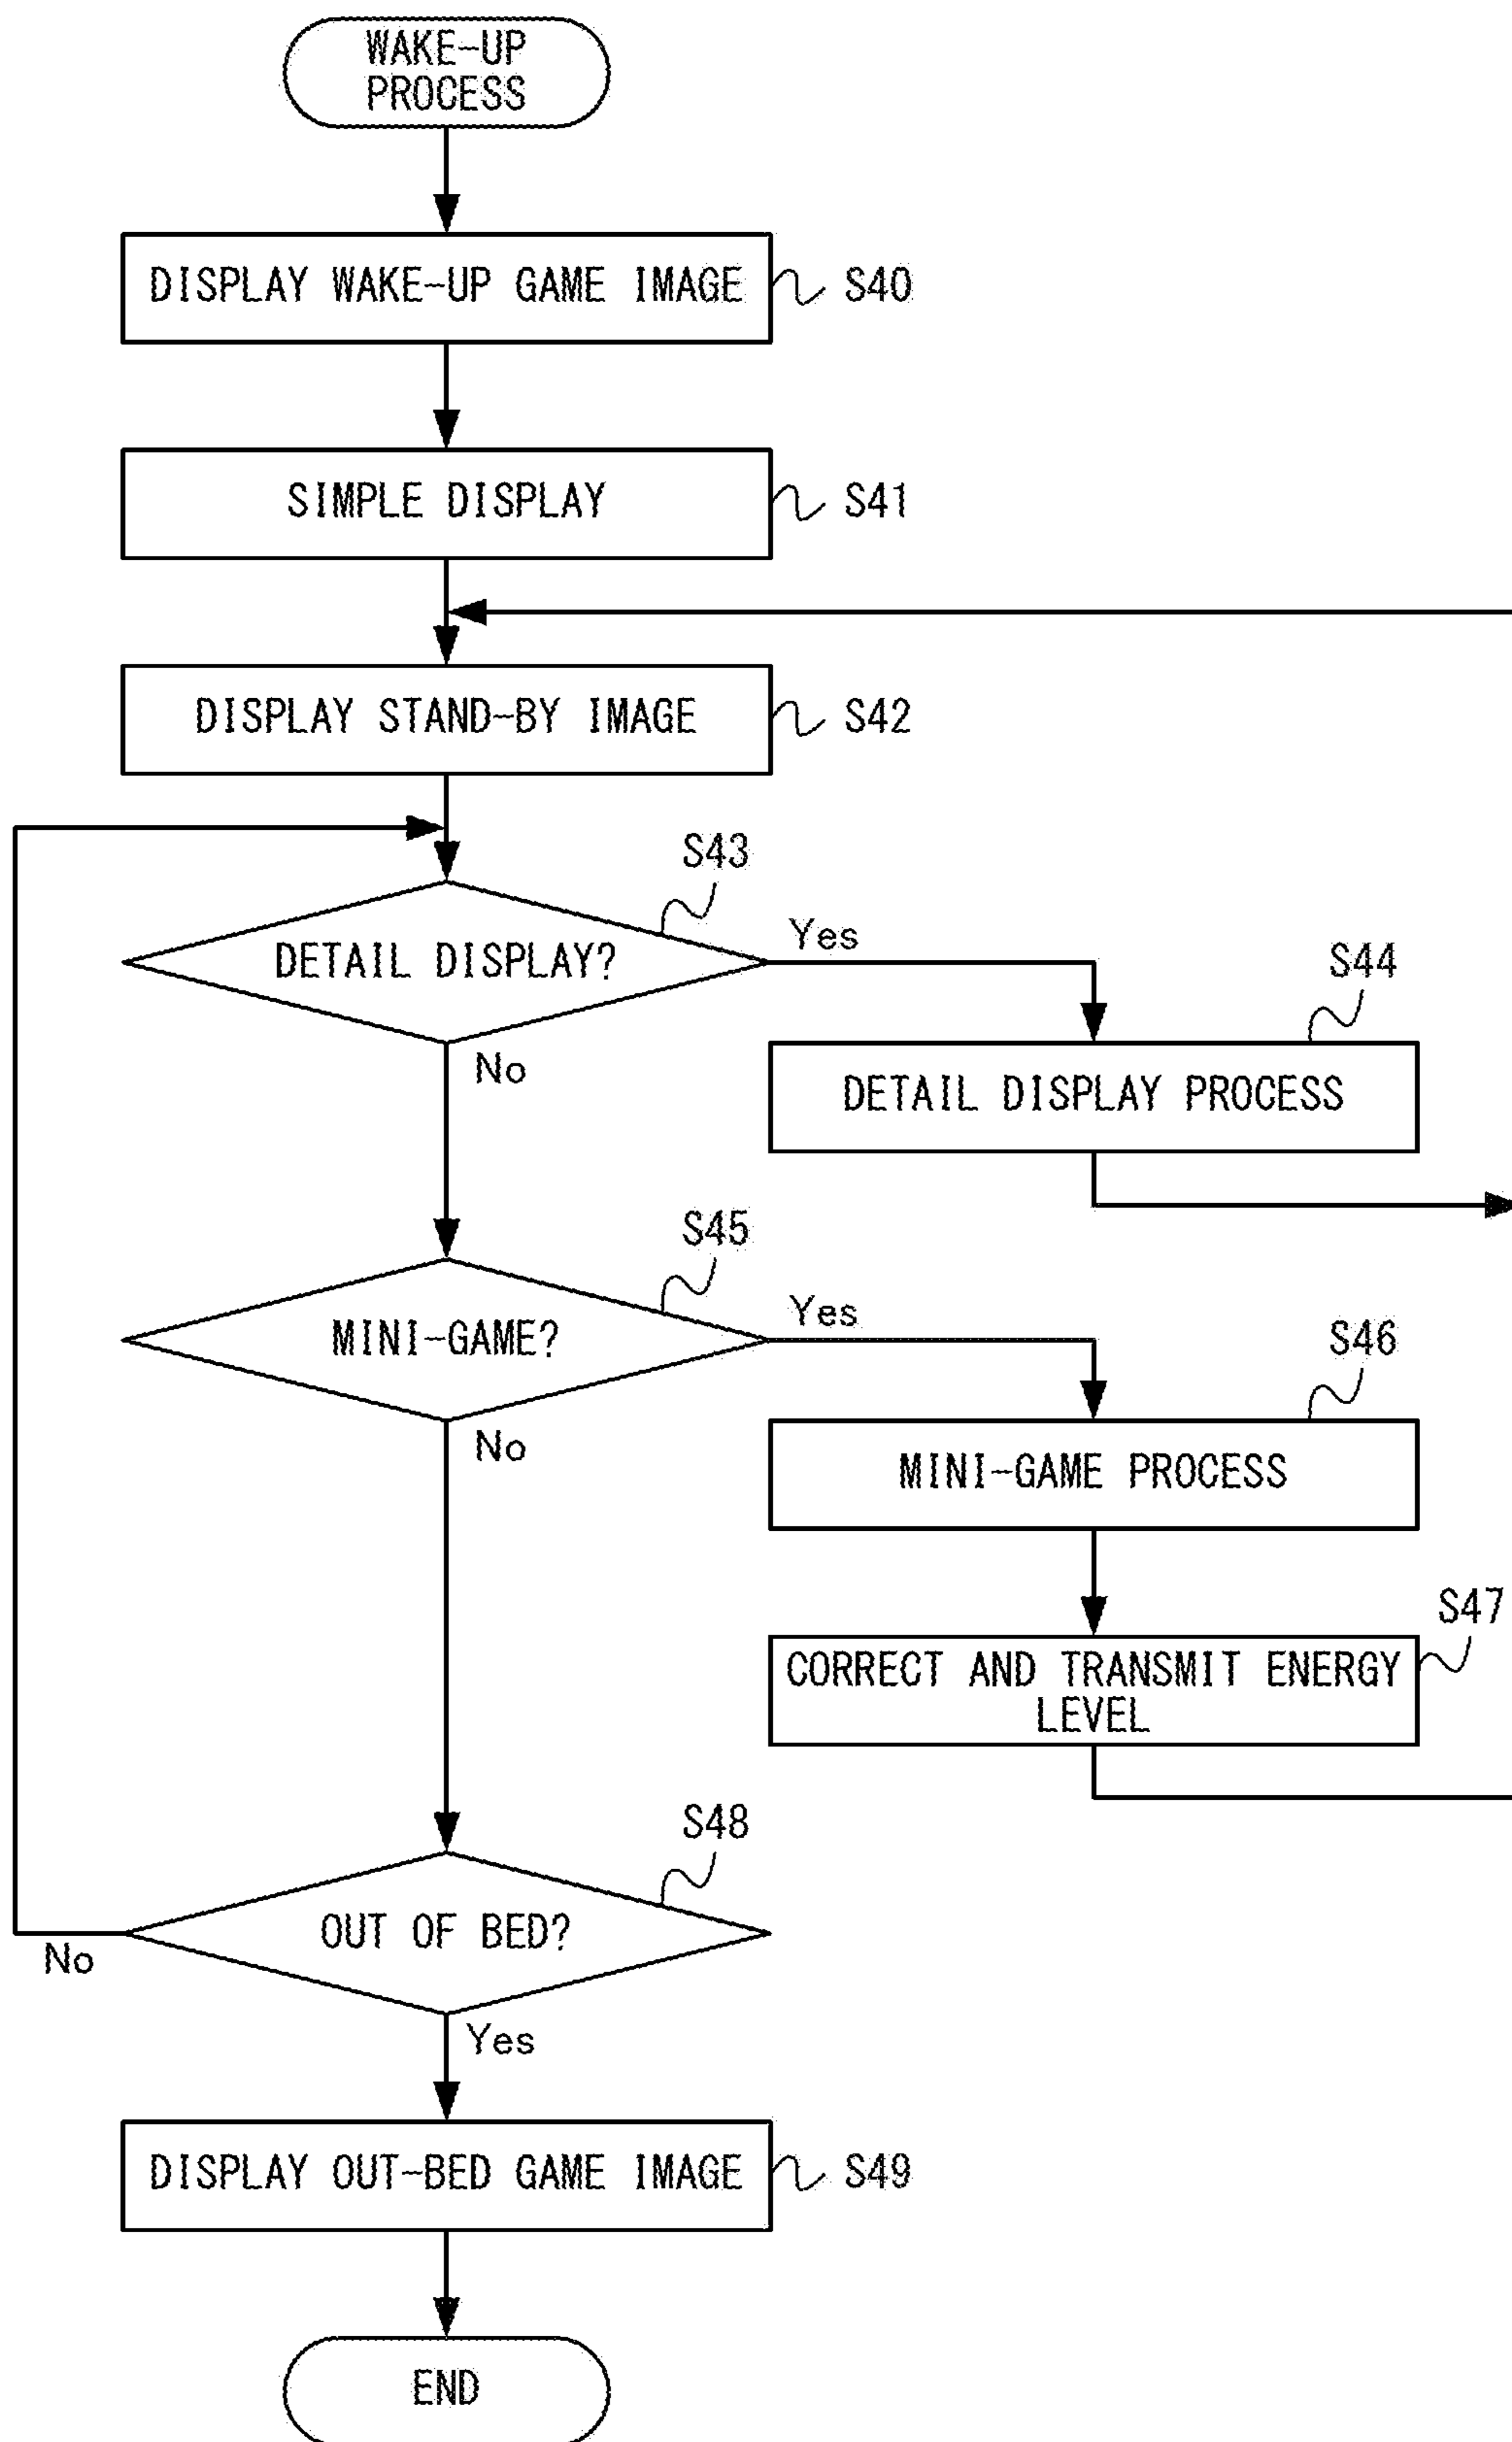 WAKE-UP
PROCESS
DISPLAY WAKE-UP GAME IMAGE
S40
SIMPLE DISPLAY
S41
DISPLAY STAND-BY IMAGE
S42
S43
DETAIL DISPLAY?
Yes
No
S44
DETAIL DISPLAY PROCESS
S45
MINI-GAME?
Yes
No
S46
MINI-GAME PROCESS
S47
CORRECT AND TRANSMIT ENERGY
LEVEL
S48
OUT OF BED?
No
Yes
DISPLAY OUT-BED GAME IMAGE
S49
END